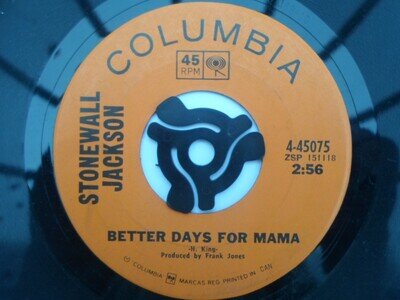 COLUMBIA
45
RPM
STONEWALL
JACKSON
4-45075
ZSP 151118
2:56
BETTER DAYS FOR MAMA
-H. King-
Produced by Frank Jones
COLUMBIA MARCAS REG PRINTED IN CAN